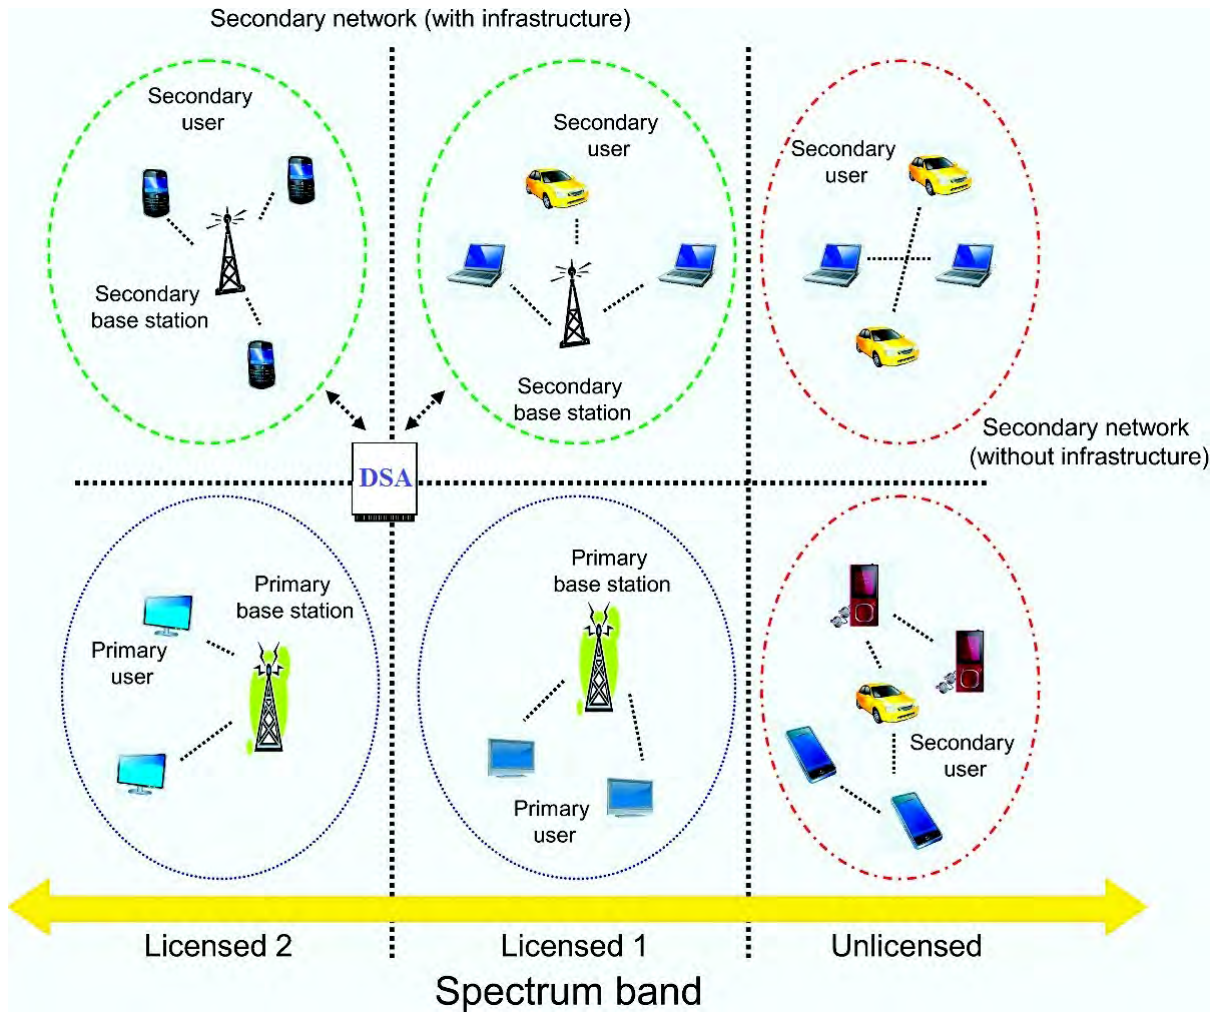 Secondary network (with infrastructure)
Secondary
user
Secondary
base station
Secondary
user
Secondary
base station
Secondary
user
Secondary network
(without infrastructure)
DSA
Primary
base station
Primary
user
Primary
base station
Primary
user
Secondary
user
Licensed 2
Licensed 1
Unlicensed
Spectrum band